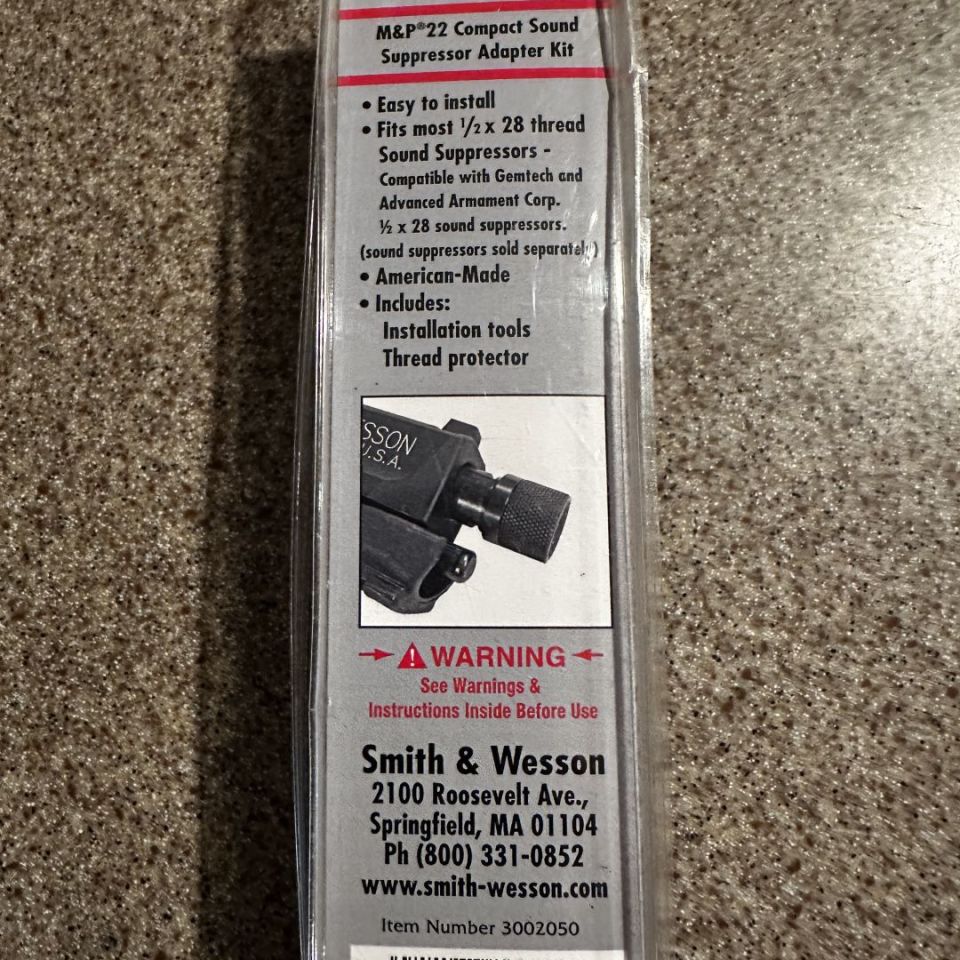 M&P®22 Compact Sound
Suppressor Adapter Kit
• Easy to install
• Fits most 1/2 x 28 thread
Sound Suppressors -
Compatible with Gemtech and
Advanced Armament Corp.
½ x 28 sound suppressors.
(sound suppressors sold separately)
• American-Made
• Includes:
Installation tools
Thread protector
SSON
U.S.A.
WARNING
See Warnings &
Instructions Inside Before Use
Smith & Wesson
2100 Roosevelt Ave.,
Springfield, MA 01104
Ph (800) 331-0852
www.smith-wesson.com
Item Number 3002050